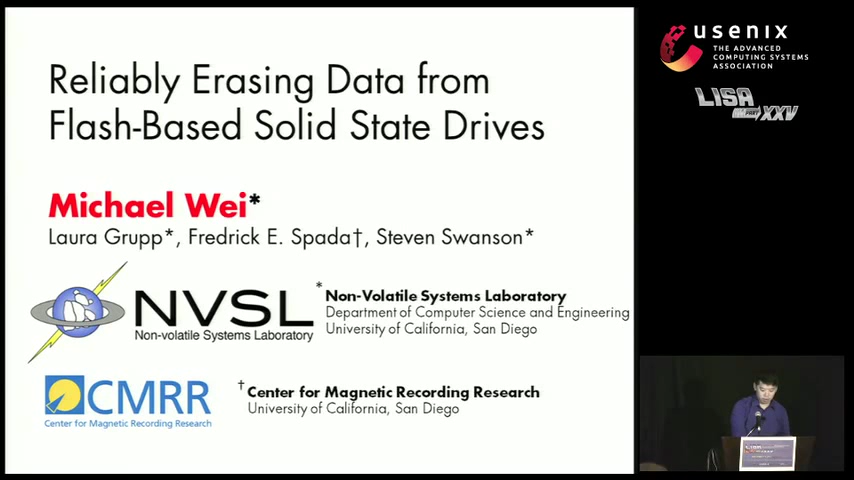 Reliably Erasing Data from
Flash-Based Solid State Drives
Michael Wei*
Laura Grupp*, Fredrick E. Spada†, Steven Swanson*
NVSL
Non-volatile Systems Laboratory
* Non-Volatile Systems Laboratory
Department of Computer Science and Engineering
University of California, San Diego
CMRR
Center for Magnetic Recording Research
† Center for Magnetic Recording Research
University of California, San Diego
usenix
THE ADVANCED
COMPUTING SYSTEMS
ASSOCIATION
LISA
PART XXV